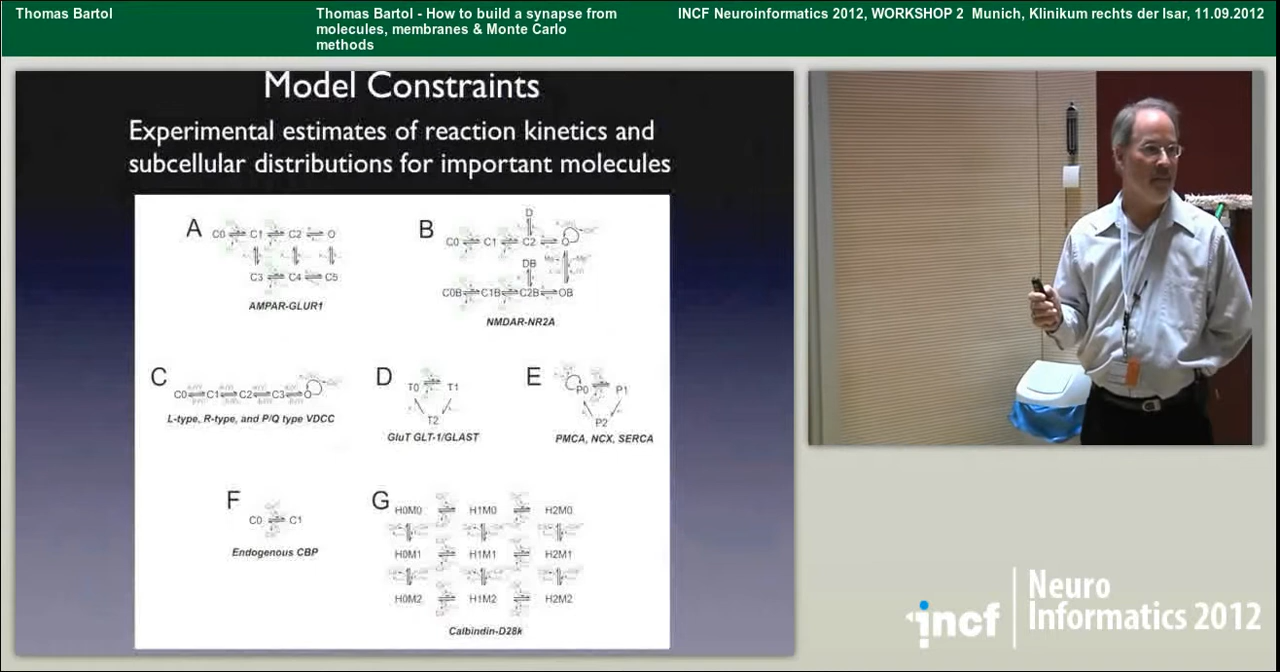 Thomas Bartol
Thomas Bartol - How to build a synapse from
molecules, membranes & Monte Carlo
methods
INCF Neuroinformatics 2012, WORKSHOP 2 Munich, Klinikum rechts der Isar, 11.09.2012
Model Constraints
Experimental estimates of reaction kinetics and
subcellular distributions for important molecules
A
C0 C1 C2 O
C3 C4 C5
AMPAR-GLUR1
B
D
C0 C1 C2 O
DB
C0B C1B C2B OB
NMDAR-NR2A
C
C0 C1 C2 C3 O
L-type, R-type, and P/Q type VDCC
D
T0 T1
T2
GluT GLT-1/GLAST
E
P0 P1
P2
PMCA, NCX, SERCA
F
C0 C1
Endogenous CBP
G
H0M0 H1M0 H2M0
H0M1 H1M1 H2M1
H0M2 H1M2 H2M2
Calbindin-D28k
incf
Neuro
Informatics 2012